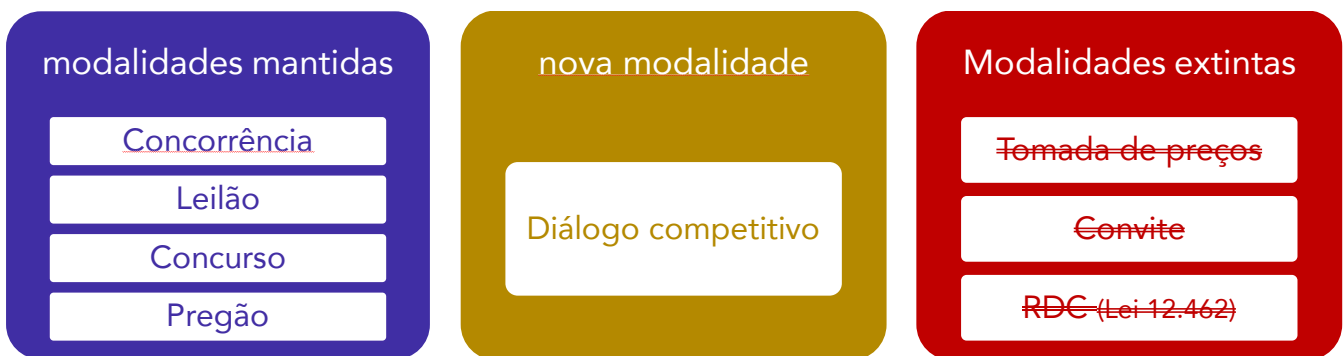 modalidades mantidas
Concorrência
Leilão
Concurso
Pregão
nova modalidade
Diálogo competitivo
Modalidades extintas
Tomada de preços
Convite
RDC (Lei 12.462)